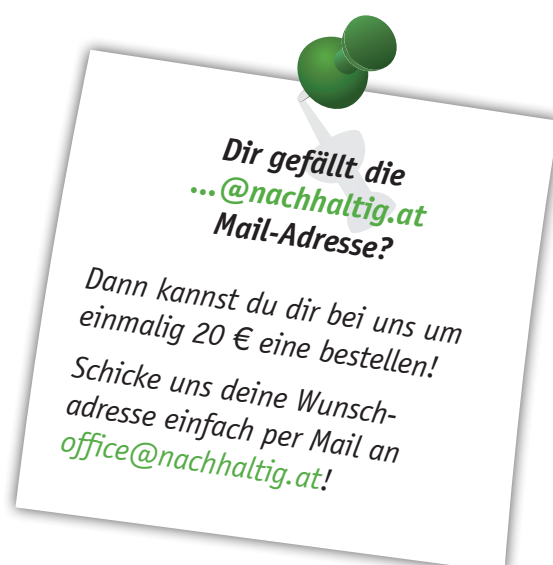 Dir gefällt die
...@nachhaltig.at
Mail-Adresse?
Dann kannst du dir bei uns um
einmalig 20 € eine bestellen!
Schicke uns deine Wunsch-
adresse einfach per Mail an
office@nachhaltig.at!